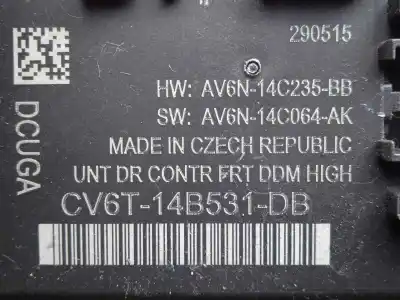 290515
HW: AV6N-14C235-BB
SW: AV6N-14C064-AK
MADE IN CZECH REPUBLIC
UNT DR CONTR FRT DDM HIGH
CV6T-14B531-DB
DCUGA